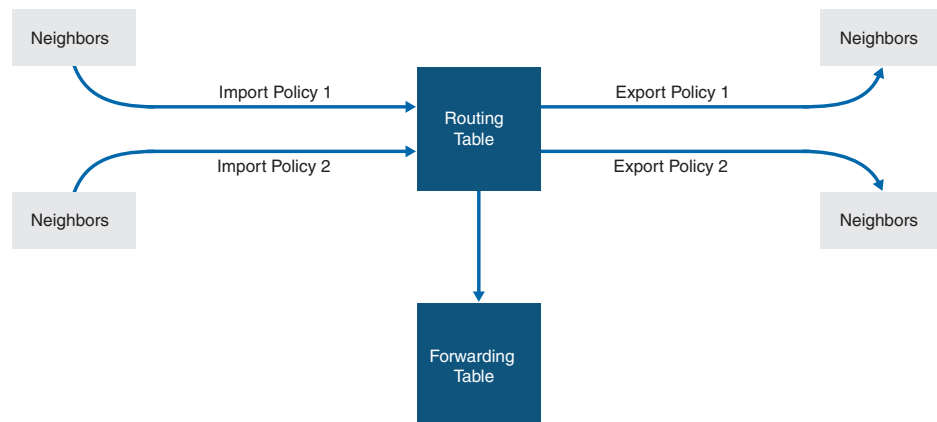 Neighbors
Neighbors
Import Policy 1
Export Policy 1
Routing
Table
Import Policy 2
Export Policy 2
Neighbors
Neighbors
Forwarding
Table